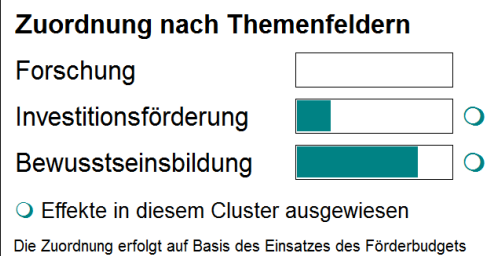 Zuordnung nach Themenfeldern
Forschung
Investitionsförderung
Bewusstseinsbildung
Effekte in diesem Cluster ausgewiesen
Die Zuordnung erfolgt auf Basis des Einsatzes des Förderbudgets